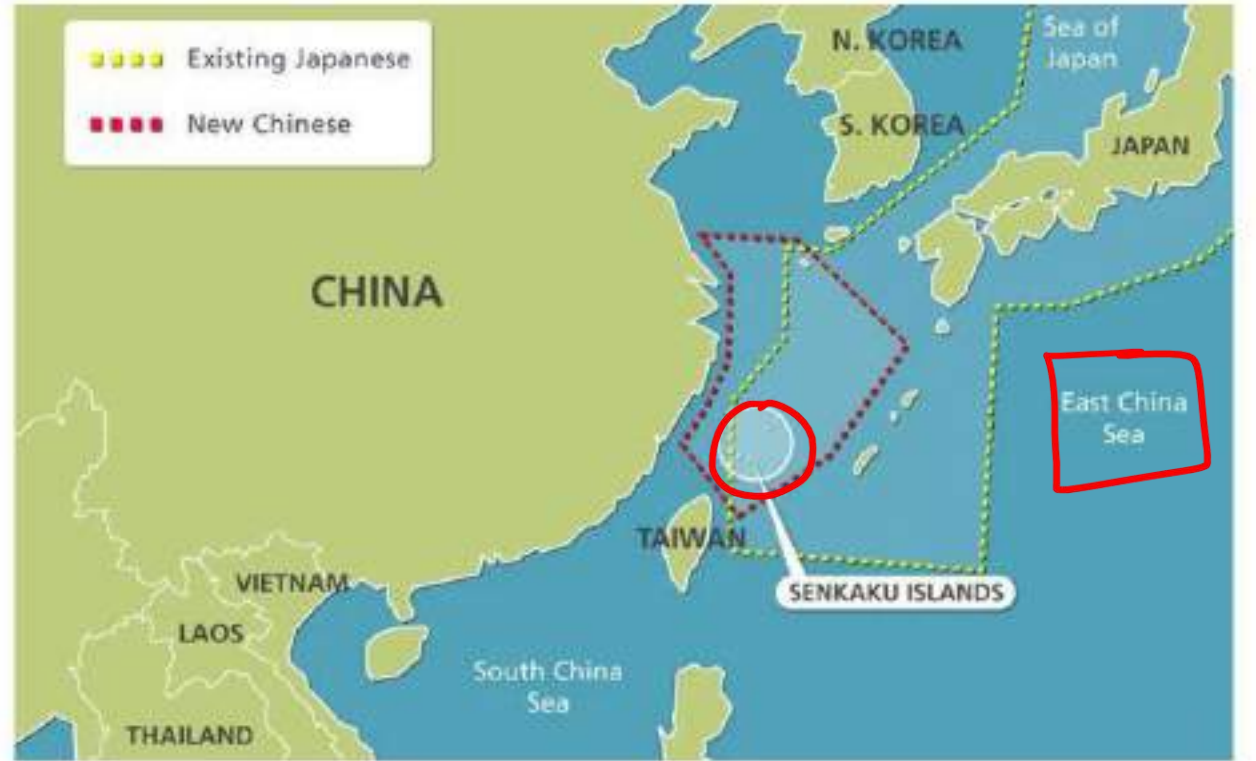 Existing Japanese
New Chinese
N. KOREA
Sea of
Japan
S. KOREA
JAPAN
CHINA
East China
Sea
TAIWAN
VIETNAM
SENKAKU ISLANDS
LAOS
South China
Sea
THAILAND